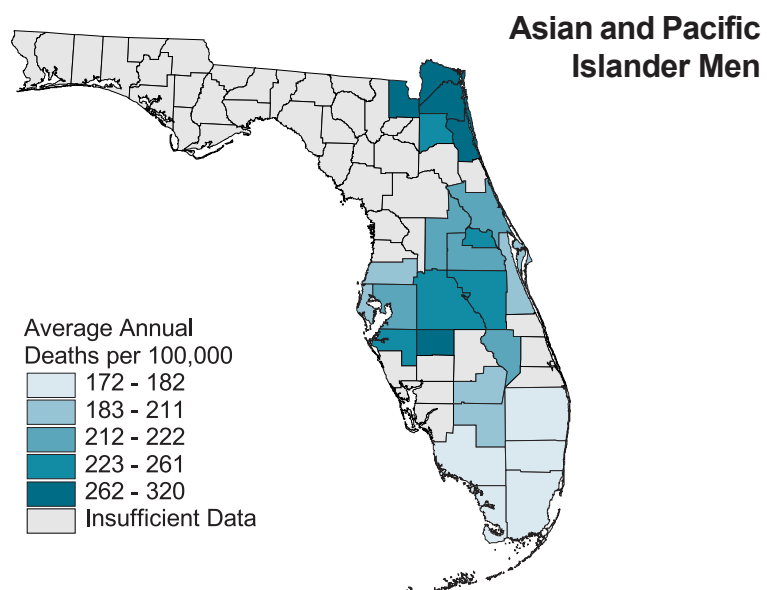 Asian and Pacific
Islander Men
Average Annual
Deaths per 100,000
172 - 182
183 - 211
212 - 222
223 - 261
262 - 320
Insufficient Data